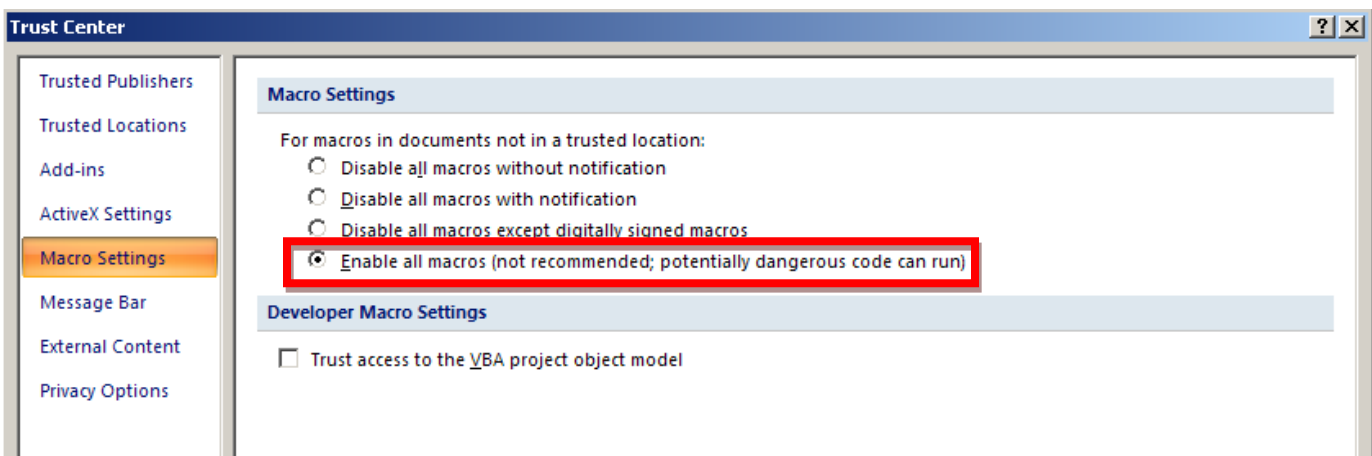 Trust Center
Trusted Publishers
Trusted Locations
Add-ins
ActiveX Settings
Macro Settings
Message Bar
External Content
Privacy Options
Macro Settings
For macros in documents not in a trusted location:
Disable all macros without notification
Disable all macros with notification
Disable all macros except digitally signed macros
Enable all macros (not recommended; potentially dangerous code can run)
Developer Macro Settings
Trust access to the VBA project object model